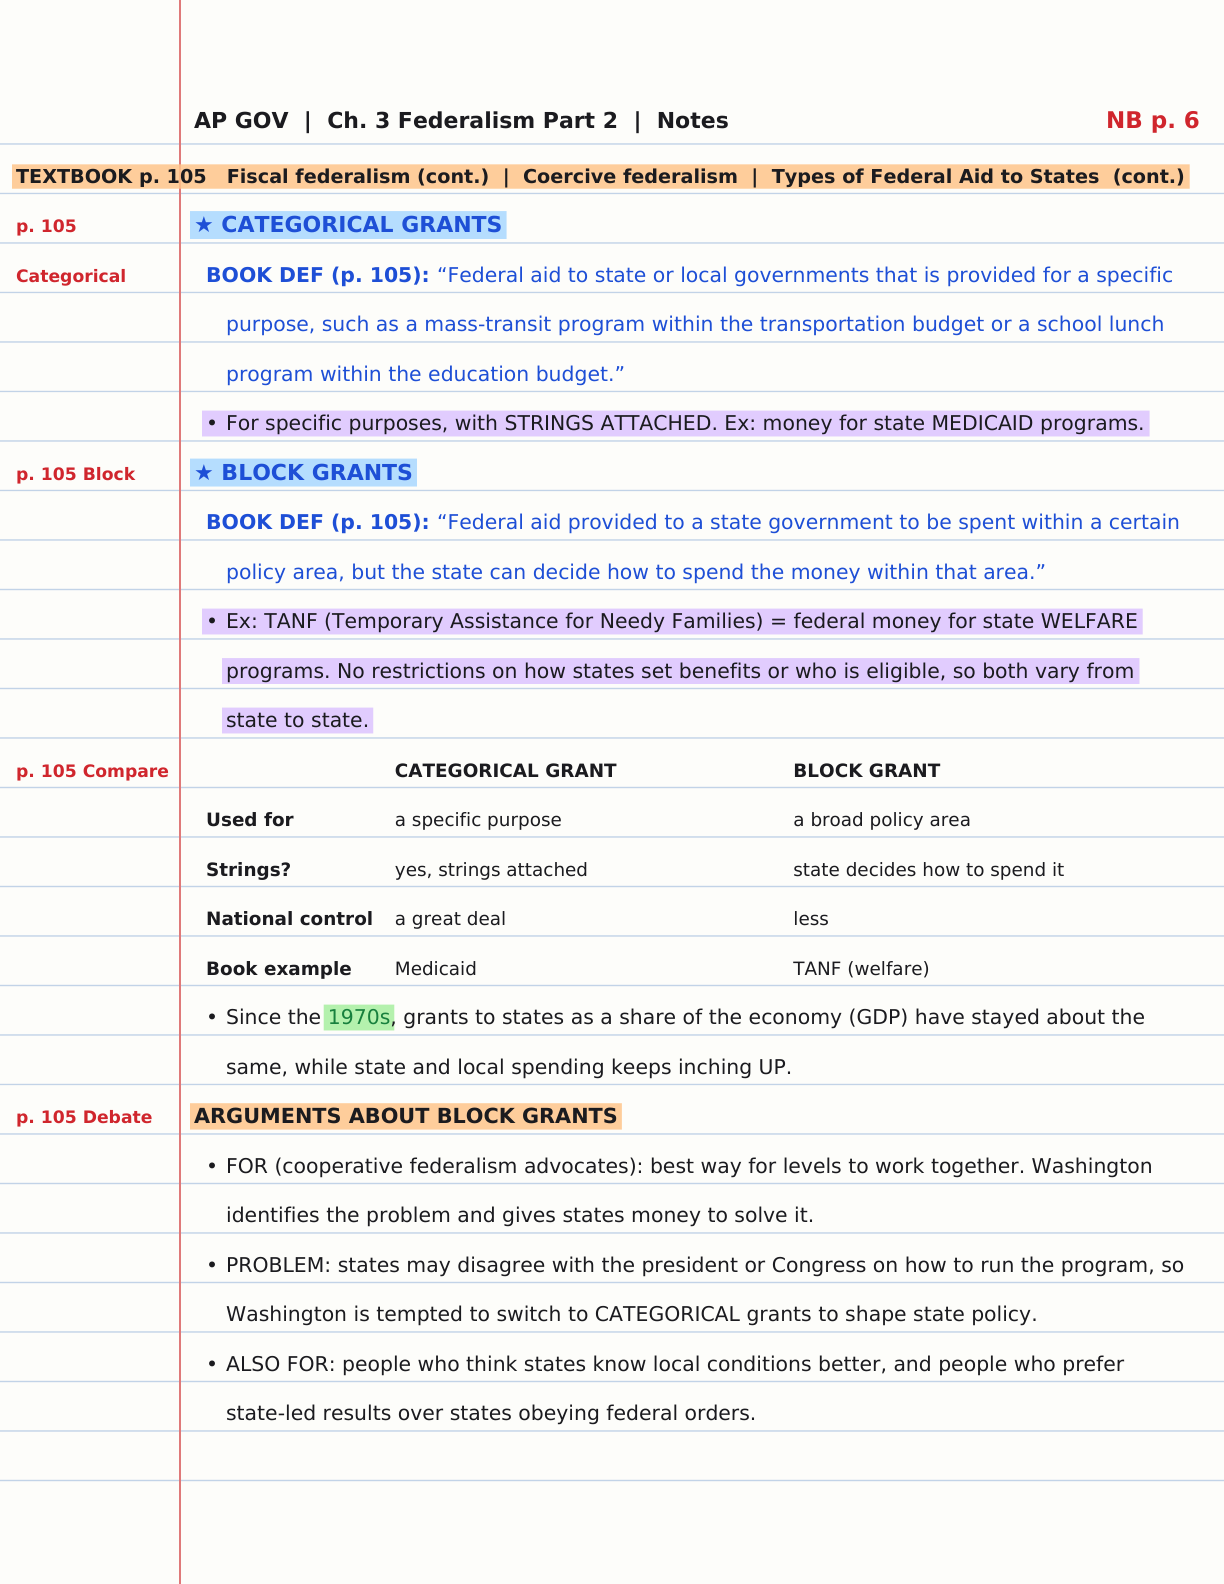 AP GOV | Ch. 3 Federalism Part 2 | Notes NB p. 6
TEXTBOOK p. 105 Fiscal federalism (cont.) | Coercive federalism | Types of Federal Aid to States (cont.)
p. 105 ★ CATEGORICAL GRANTS
Categorical BOOK DEF (p. 105): “Federal aid to state or local governments that is provided for a specific
purpose, such as a mass-transit program within the transportation budget or a school lunch
program within the education budget.”
• For specific purposes, with STRINGS ATTACHED. Ex: money for state MEDICAID programs.
p. 105 Block ★ BLOCK GRANTS
BOOK DEF (p. 105): “Federal aid provided to a state government to be spent within a certain
policy area, but the state can decide how to spend the money within that area.”
• Ex: TANF (Temporary Assistance for Needy Families) = federal money for state WELFARE
programs. No restrictions on how states set benefits or who is eligible, so both vary from
state to state.
p. 105 Compare CATEGORICAL GRANT BLOCK GRANT
Used for a specific purpose a broad policy area
Strings? yes, strings attached state decides how to spend it
National control a great deal less
Book example Medicaid TANF (welfare)
• Since the 1970s, grants to states as a share of the economy (GDP) have stayed about the
same, while state and local spending keeps inching UP.
p. 105 Debate ARGUMENTS ABOUT BLOCK GRANTS
• FOR (cooperative federalism advocates): best way for levels to work together. Washington
identifies the problem and gives states money to solve it.
• PROBLEM: states may disagree with the president or Congress on how to run the program, so
Washington is tempted to switch to CATEGORICAL grants to shape state policy.
• ALSO FOR: people who think states know local conditions better, and people who prefer
state-led results over states obeying federal orders.